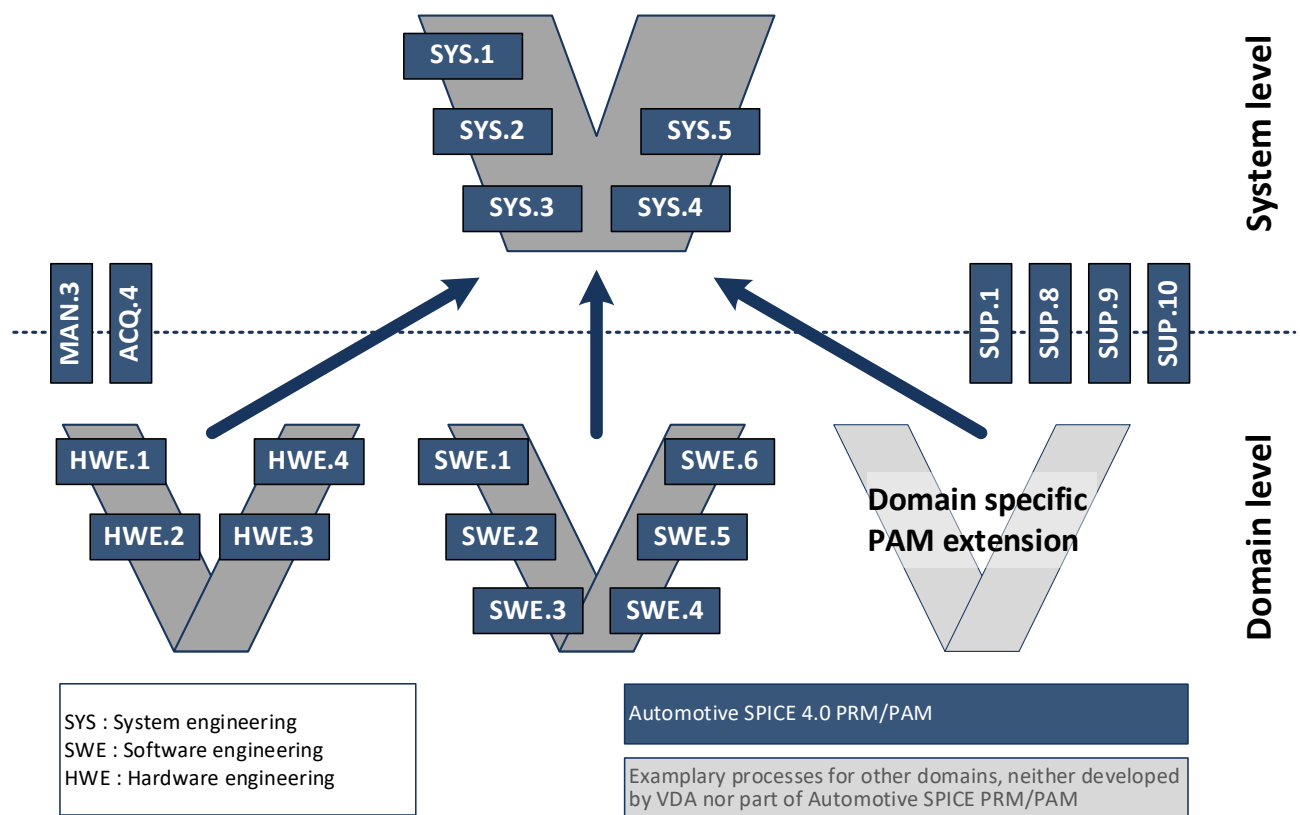 SYS.1
SYS.2
SYS.5
SYS.3
SYS.4
System level
MAN.3
ACQ.4
SUP.1
SUP.8
SUP.9
SUP.10
HWE.1
HWE.4
HWE.2
HWE.3
SWE.1
SWE.6
SWE.2
SWE.5
SWE.3
SWE.4
Domain specific
PAM extension
Domain level
SYS : System engineering
SWE : Software engineering
HWE : Hardware engineering
Automotive SPICE 4.0 PRM/PAM
Examplary processes for other domains, neither developed
by VDA nor part of Automotive SPICE PRM/PAM